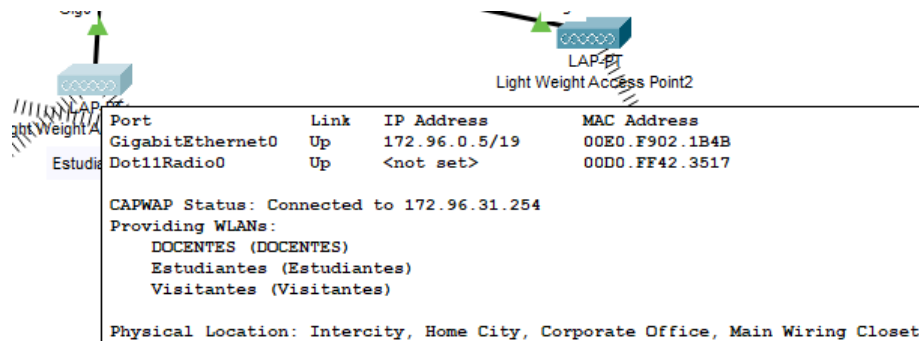 LAP-PT
Light Weight Access Point2
Port Link IP Address MAC Address
GigabitEthernet0 Up 172.96.0.5/19 00E0.F902.1B4B
Dot11Radio0 Up <not set> 00D0.FF42.3517
CAPWAP Status: Connected to 172.96.31.254
Providing WLANs:
DOCENTES (DOCENTES)
Estudiantes (Estudiantes)
Visitantes (Visitantes)
Physical Location: Intercity, Home City, Corporate Office, Main Wiring Closet